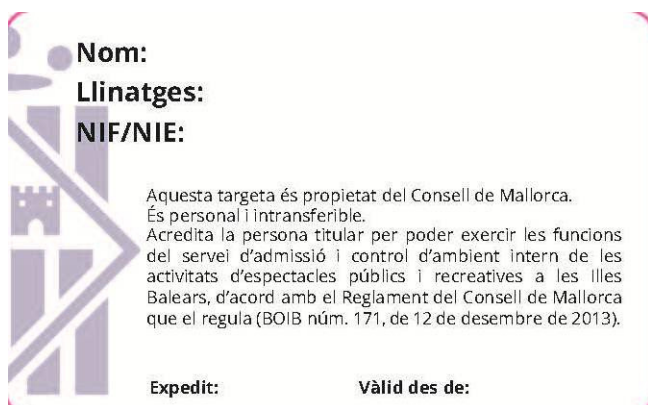 Nom:
Llinatges:
NIF/NIE:
Aquesta targeta és propietat del Consell de Mallorca.
És personal i intransferible.
Acredita la persona titular per poder exercir les funcions
del servei d'admissió i control d'ambient intern de les
activitats d'espectacles públics i recreatives a les Illes
Balears, d'acord amb el Reglament del Consell de Mallorca
que el regula (BOIB núm. 171, de 12 de desembre de 2013).
Expedit: Vàlid des de: